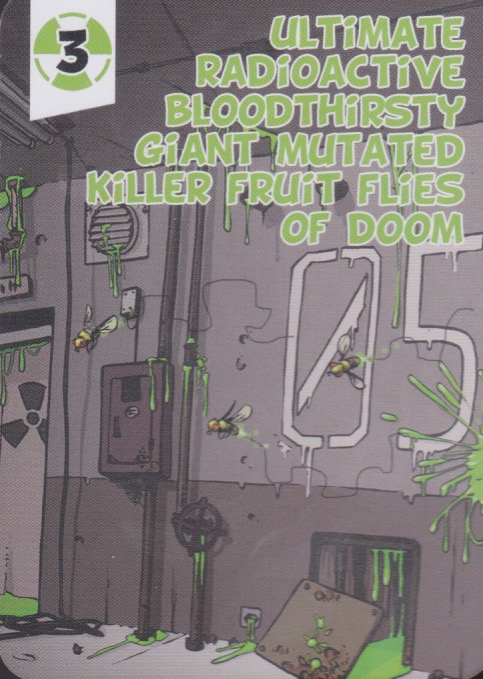 3
ULTiMATE
RADiOACTiVE
BLOODTHiRSTY
GiANT MUTATED
KiLLER FRUiT FLiES
OF DOOM
05